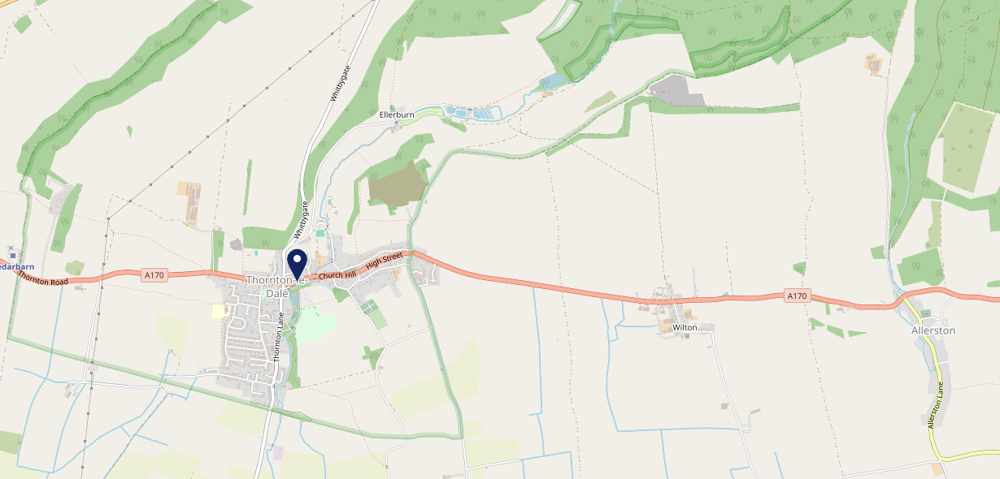 Whitbygate
Ellerburn
Whitbygate
edarbarn
Thornton Road
A170
High Street
Church Hill
Thornton-le-
Dale
A170
Thornton Lane
Wilton
Allerston
Allerston Lane